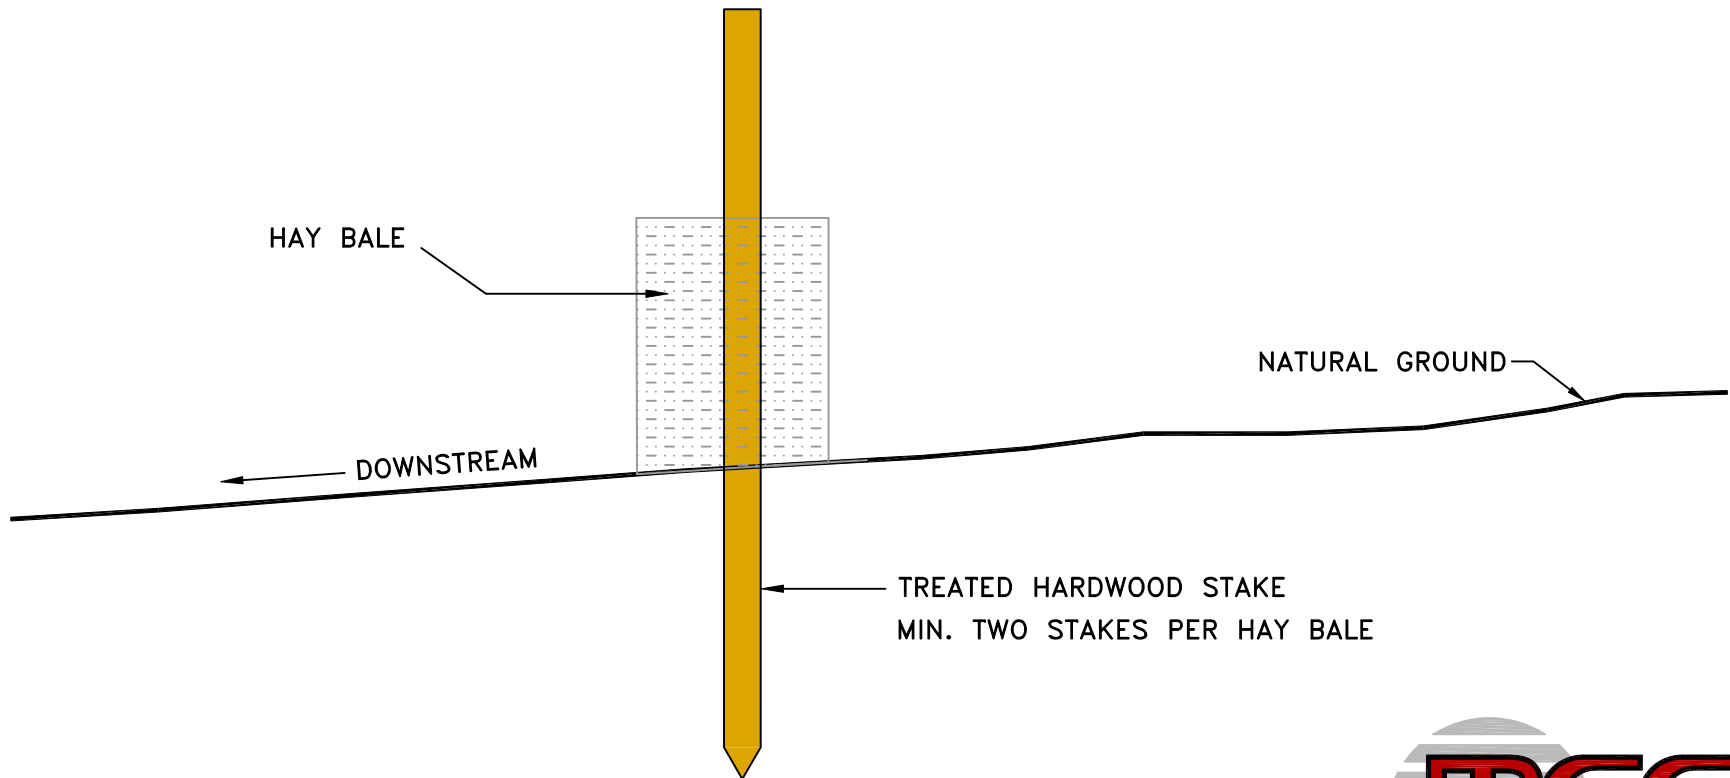 HAY BALE
NATURAL GROUND
DOWNSTREAM
TREATED HARDWOOD STAKE
MIN. TWO STAKES PER HAY BALE